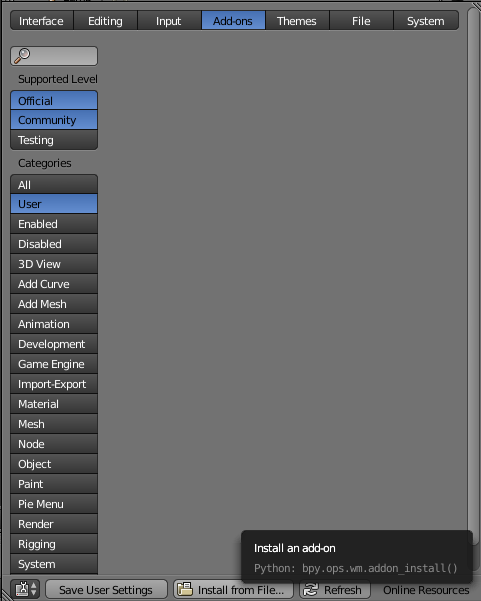 Interface Editing Input Add-ons Themes File System
Supported Level
Official
Community
Testing
Categories
All
User
Enabled
Disabled
3D View
Add Curve
Add Mesh
Animation
Development
Game Engine
Import-Export
Material
Mesh
Node
Object
Paint
Pie Menu
Render
Rigging
System
Install an add-on
Python: bpy.ops.wm.addon_install()
Save User Settings Install from File... Refresh Online Resources